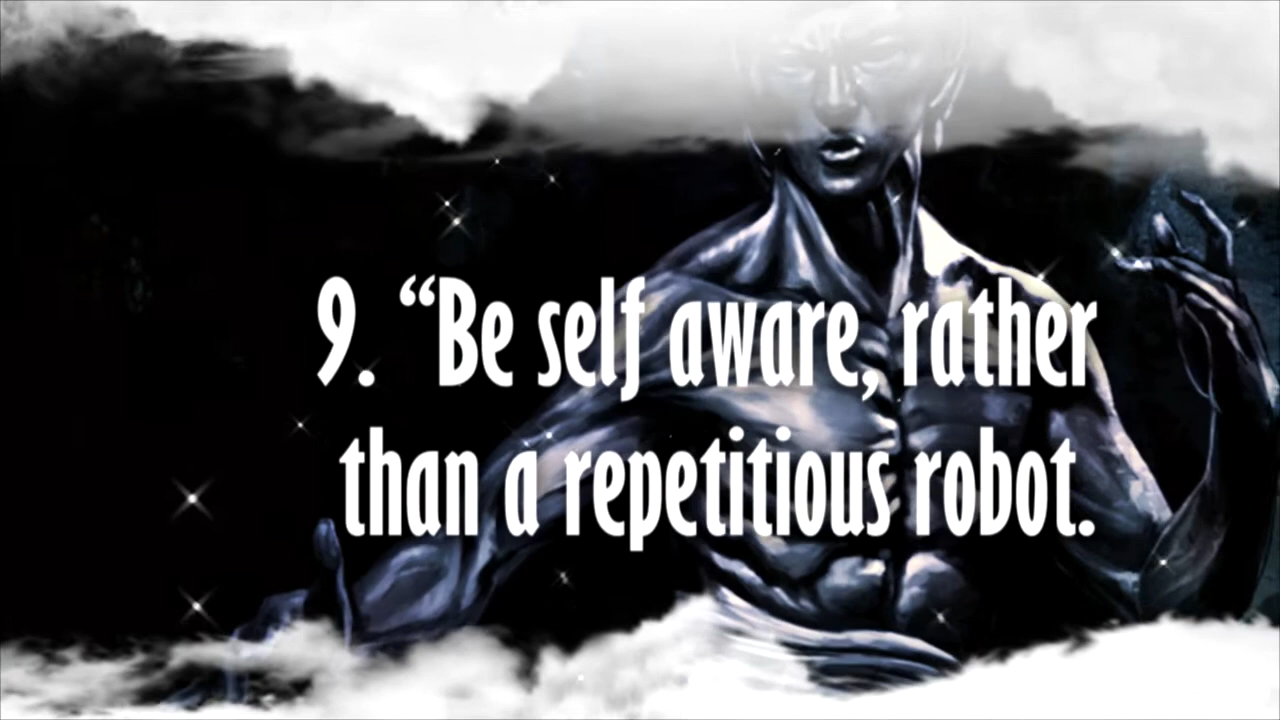 9. “Be self aware, rather
than a repetitious robot.